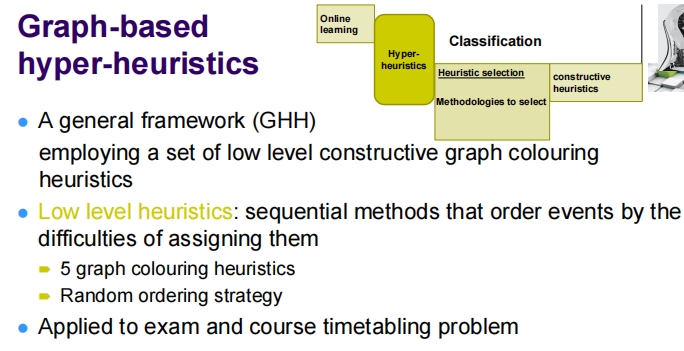 Graph-based
hyper-heuristics
Online
learning
Hyper-
heuristics
Classification
Heuristic selection
Methodologies to select
constructive
heuristics
A general framework (GHH)
employing a set of low level constructive graph colouring
heuristics
Low level heuristics: sequential methods that order events by the
difficulties of assigning them
5 graph colouring heuristics
Random ordering strategy
Applied to exam and course timetabling problem